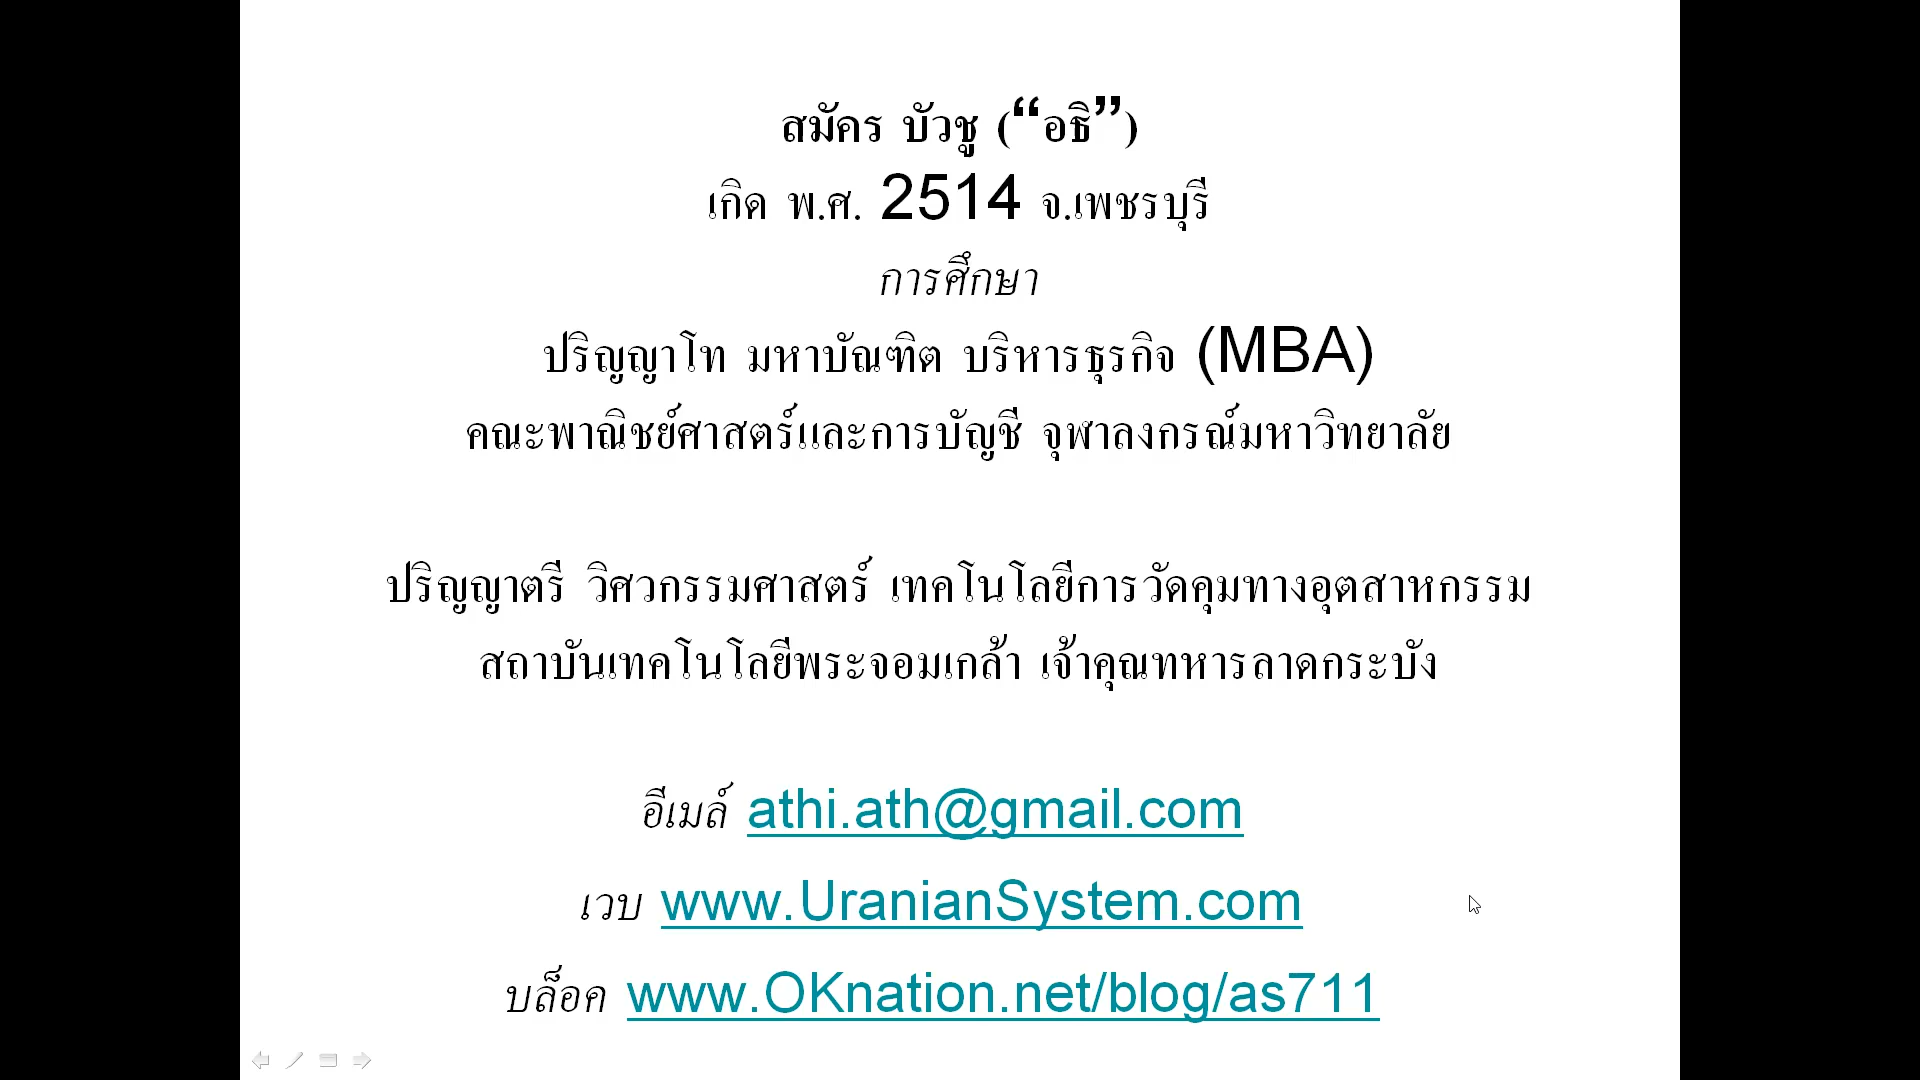 สมัคร บัวชู (“อธิ”)
เกิด พ.ศ. 2514 จ.เพชรบุรี
การศึกษา
ปริญญาโท มหาบัณฑิต บริหารธุรกิจ (MBA)
คณะพาณิชย์ศาสตร์และการบัญชี จุฬาลงกรณ์มหาวิทยาลัย
ปริญญาตรี วิศวกรรมศาสตร์ เทคโนโลยีการวัดคุมทางอุตสาหกรรม
สถาบันเทคโนโลยีพระจอมเกล้า เจ้าคุณทหารลาดกระบัง
อีเมล์ athi.ath@gmail.com
เวบ www.UranianSystem.com
บล็อค www.OKnation.net/blog/as711